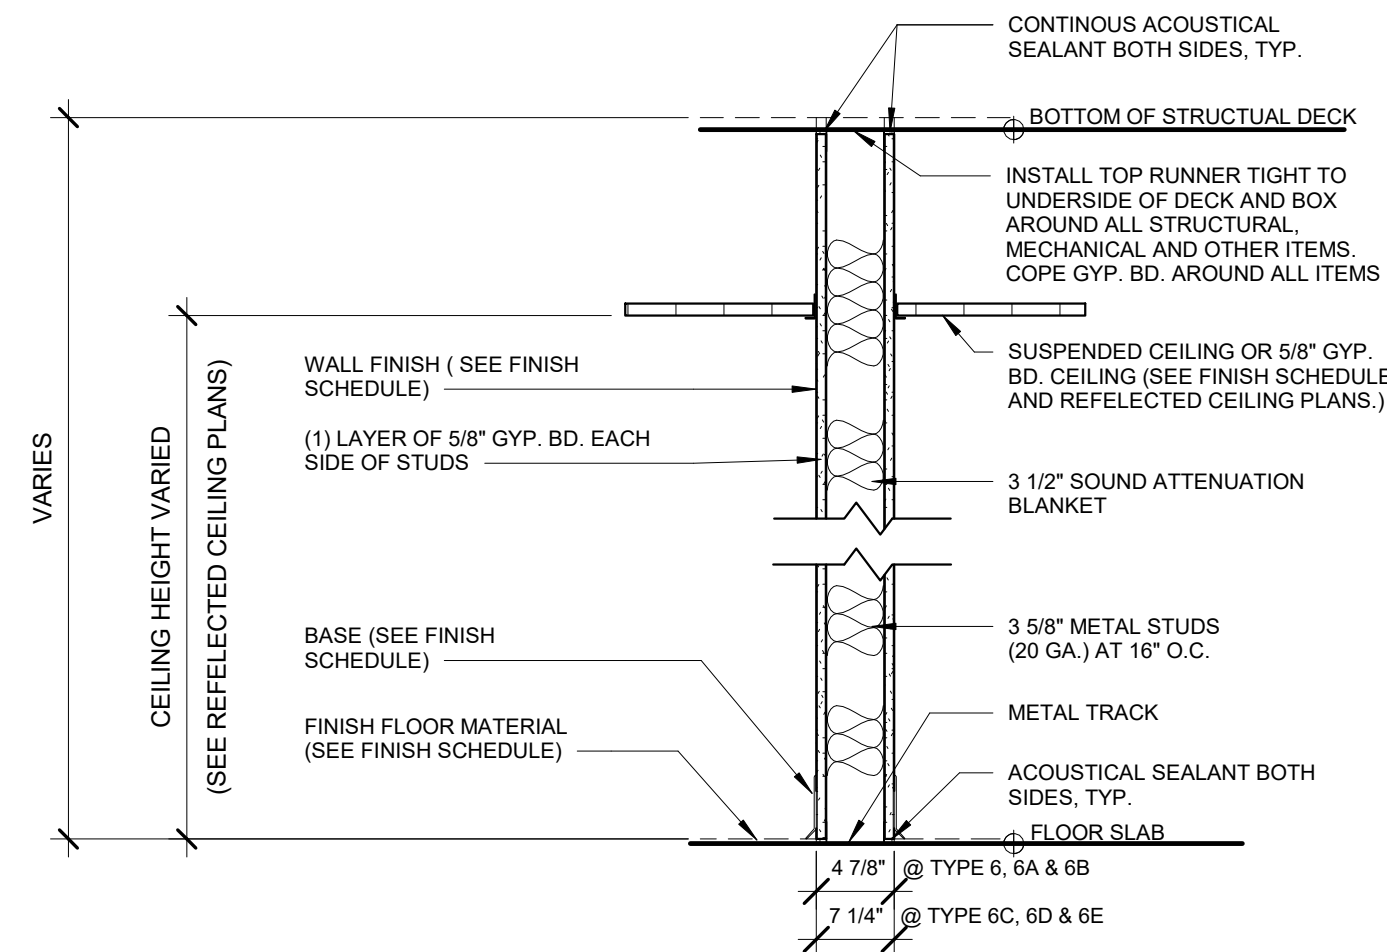 CONTINOUS ACOUSTICAL
SEALANT BOTH SIDES, TYP.
BOTTOM OF STRUCTUAL DECK
INSTALL TOP RUNNER TIGHT TO
UNDERSIDE OF DECK AND BOX
AROUND ALL STRUCTURAL,
MECHANICAL AND OTHER ITEMS.
COPE GYP. BD. AROUND ALL ITEMS
SUSPENDED CEILING OR 5/8" GYP.
BD. CEILING (SEE FINISH SCHEDULE
AND REFELECTED CEILING PLANS.)
WALL FINISH ( SEE FINISH
SCHEDULE)
(1) LAYER OF 5/8" GYP. BD. EACH
SIDE OF STUDS
3 1/2" SOUND ATTENUATION
BLANKET
VARIES
CEILING HEIGHT VARIED
(SEE REFELECTED CEILING PLANS)
BASE (SEE FINISH
SCHEDULE)
3 5/8" METAL STUDS
(20 GA.) AT 16" O.C.
FINISH FLOOR MATERIAL
(SEE FINISH SCHEDULE)
METAL TRACK
ACOUSTICAL SEALANT BOTH
SIDES, TYP.
FLOOR SLAB
4 7/8" @ TYPE 6, 6A & 6B
7 1/4" @ TYPE 6C, 6D & 6E